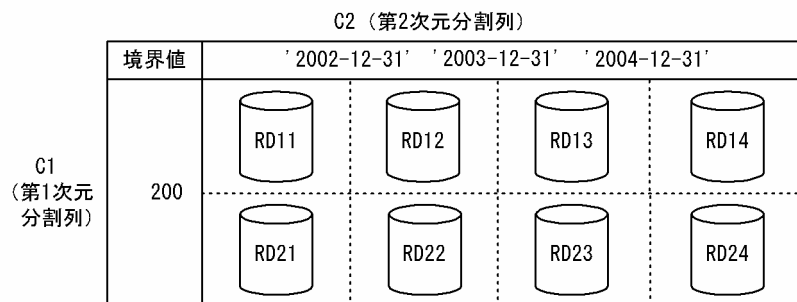 C2（第2次元分割列）
境界値 '2002-12-31' '2003-12-31' '2004-12-31'
RD11 RD12 RD13 RD14
C1
（第1次元
分割列）
200
RD21 RD22 RD23 RD24